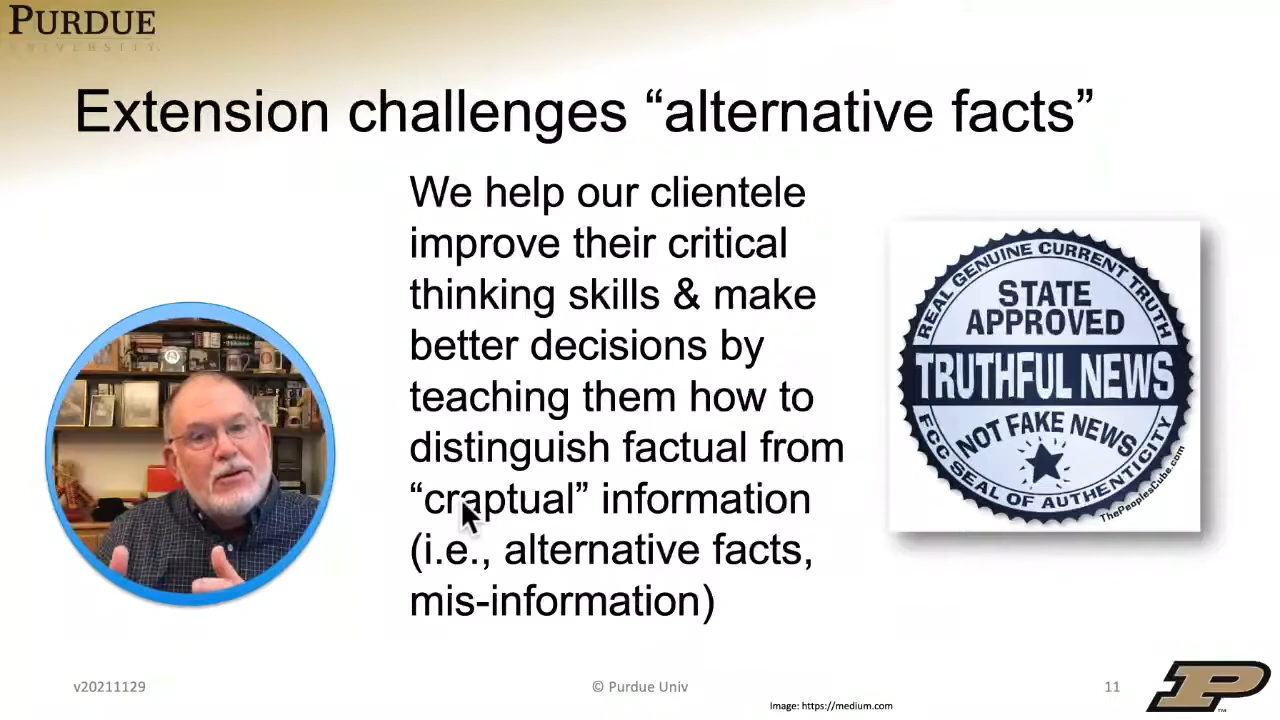 PURDUE
UNIVERSITY
Extension challenges “alternative facts”
We help our clientele
improve their critical
thinking skills & make
better decisions by
teaching them how to
distinguish factual from
“craptual” information
(i.e., alternative facts,
mis-information)
REAL GENUINE CURRENT TRUTH
STATE
APPROVED
TRUTHFUL NEWS
NOT FAKE NEWS
FCC SEAL OF AUTHENTICITY
ThePeoplesCube.com
v20211129
© Purdue Univ
11
P
TM
Image: https://medium.com